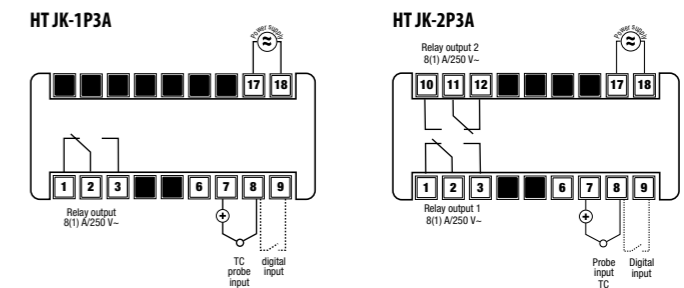 HT JK-1P3A
Power supply
17 18
1 2 3 6 7 8 9
Relay output
8(1) A/250 V~
+
TC
probe
input
digital
input
HT JK-2P3A
Relay output 2
8(1) A/250 V~
Power supply
10 11 12 17 18
1 2 3 6 7 8 9
Relay output 1
8(1) A/250 V~
+
Probe
input
TC
Digital
input